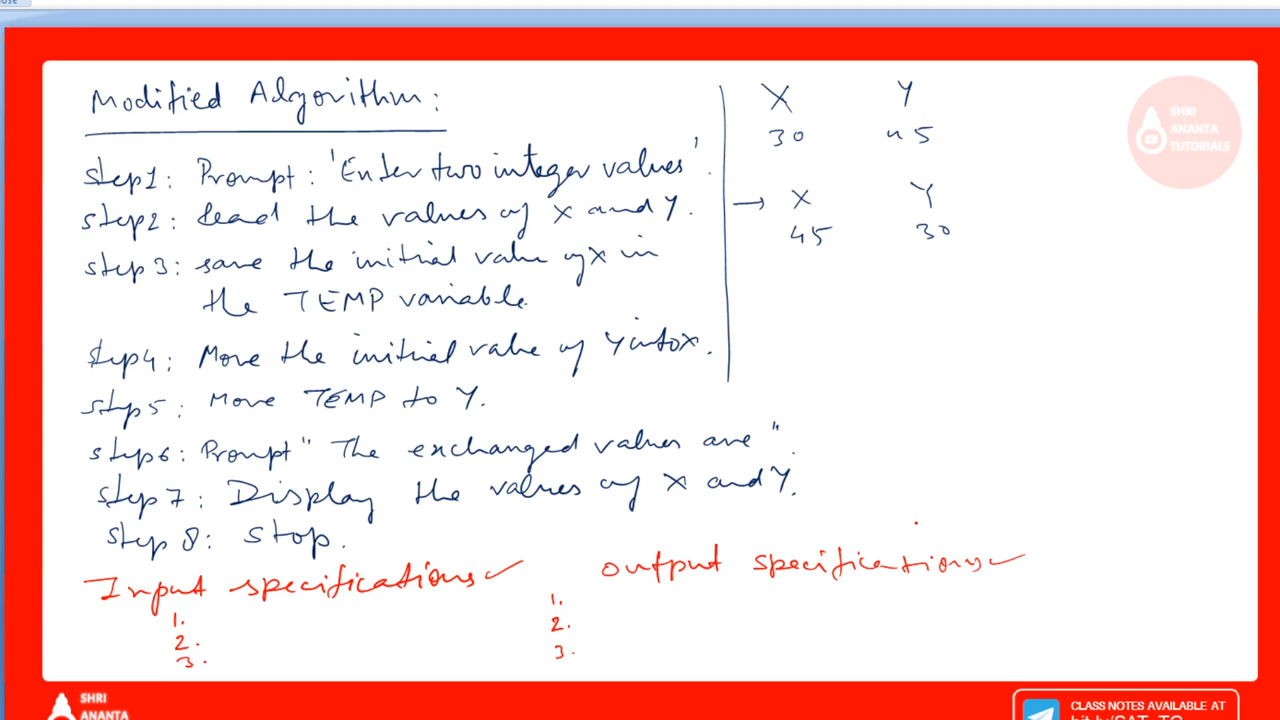 Modified Algorithm:
step1: Prompt: 'Enter two integer values'.
step2: Read the values of X and Y.
step3: save the initial value of X in
the TEMP variable.
step4: Move the initial value of Y into X.
step5: Move TEMP to Y.
step6: Prompt "The exchanged values are".
step7: Display the values of X and Y.
step 8: stop.
X Y
30 45
→ X Y
45 30
Input specifications ✓
1.
2.
3.
output specifications ✓
1.
2.
3.
SHRI
ANANTA
TUTORIALS
SHRI
ANANTA
CLASS NOTES AVAILABLE AT